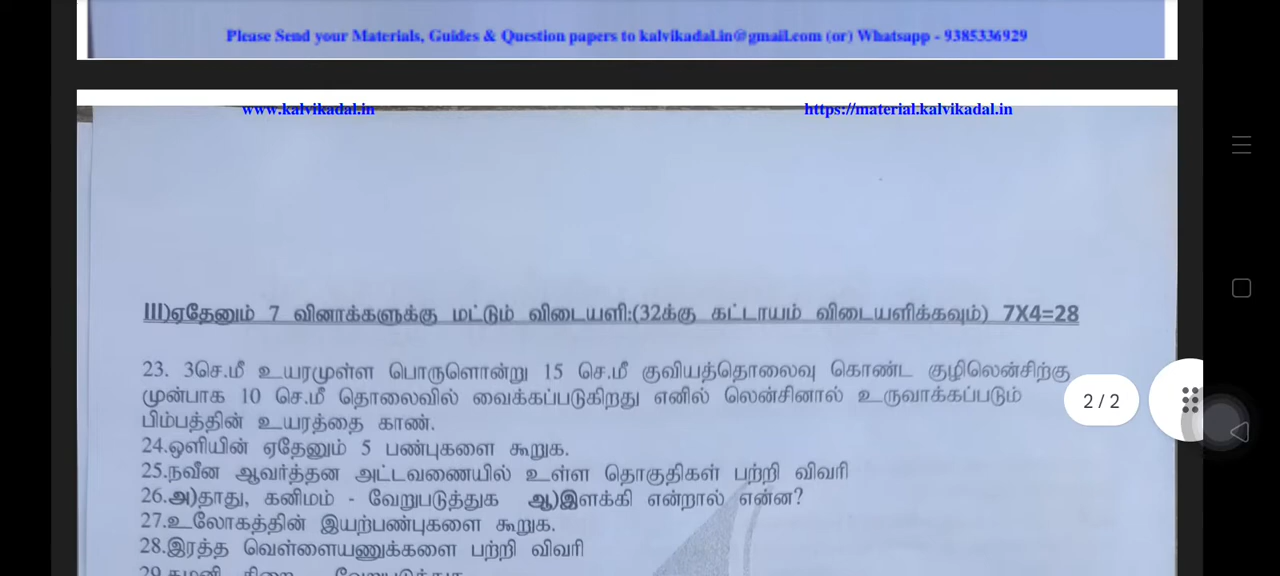 Please Send your Materials, Guides & Question papers to kalvikadal.in@gmail.com (or) Whatsapp - 9385336929
www.kalvikadal.in https://material.kalvikadal.in
III)ஏதேனும் 7 வினாக்களுக்கு மட்டும் விடையளி:(32க்கு கட்டாயம் விடையளிக்கவும்) 7X4=28
23. 3செ.மீ உயரமுள்ள பொருளொன்று 15 செ.மீ குவியத்தொலைவு கொண்ட குழிலென்சிற்கு
முன்பாக 10 செ.மீ தொலைவில் வைக்கப்படுகிறது எனில் லென்சினால் உருவாக்கப்படும்
பிம்பத்தின் உயரத்தை காண்.
2 / 2
24.ஒளியின் ஏதேனும் 5 பண்புகளை கூறுக.
25.நவீன ஆவர்த்தன அட்டவணையில் உள்ள தொகுதிகள் பற்றி விவரி
26.அ)தாது, கனிமம் - வேறுபடுத்துக ஆ)இளக்கி என்றால் என்ன?
27.உலோகத்தின் இயற்பண்புகளை கூறுக.
28.இரத்த வெள்ளையணுக்களை பற்றி விவரி
29.தமனி, சிரை - வேறுபடுத்துக